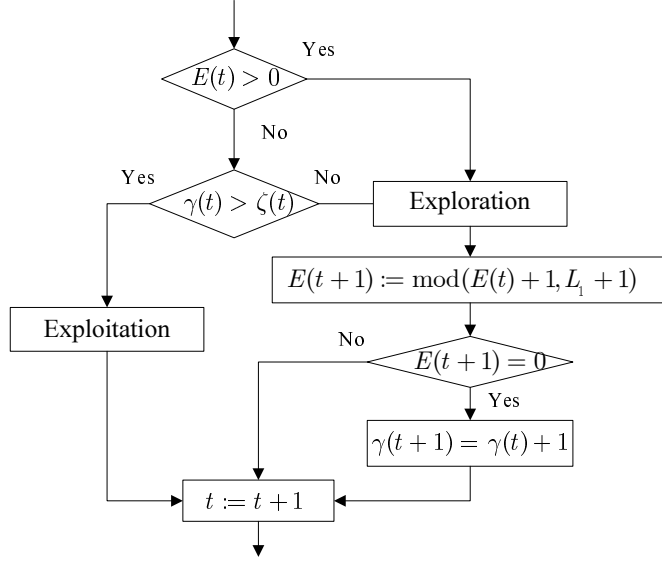 Yes
E(t) > 0
No
Yes
No
γ(t) > ζ(t)
Exploration
E(t + 1) := mod(E(t) + 1, L₁ + 1)
Exploitation
No
E(t + 1) = 0
Yes
γ(t + 1) = γ(t) + 1
t := t + 1